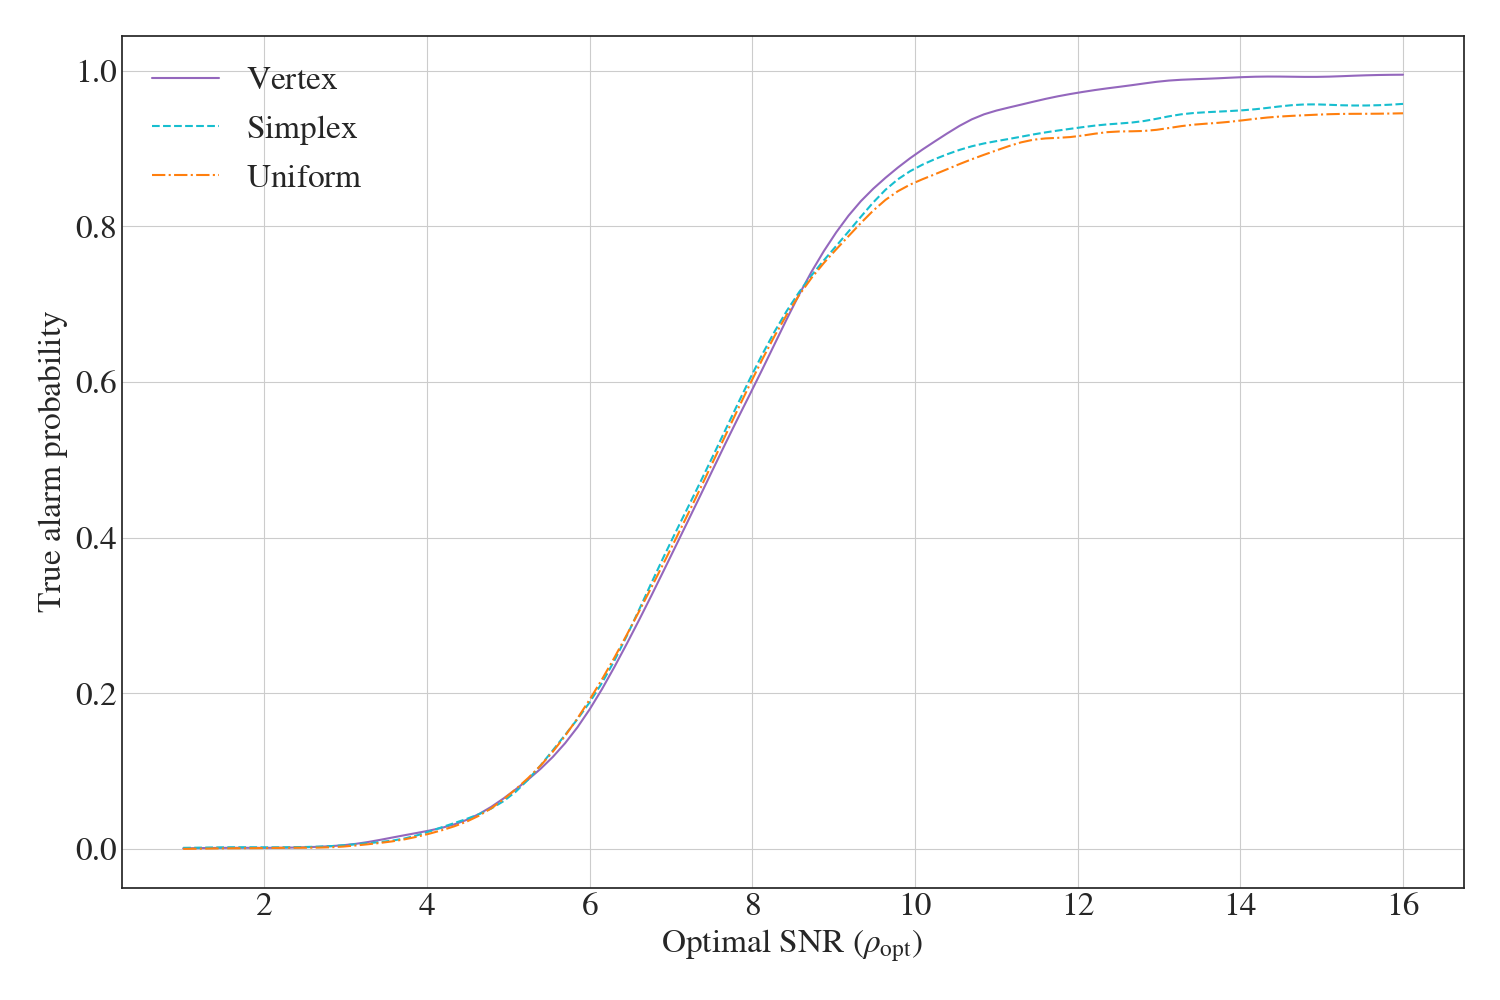 1.0
0.8
0.6
0.4
0.2
0.0
True alarm probability
Vertex
Simplex
Uniform
2 4 6 8 10 12 14 16
Optimal SNR (ρopt)